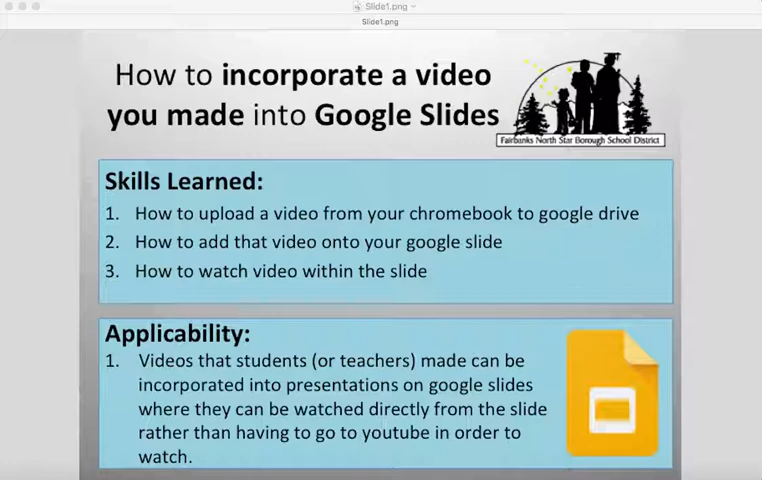 Slide1.png
Slide1.png
How to incorporate a video
you made into Google Slides
Fairbanks North Star Borough School District
Skills Learned:
1. How to upload a video from your chromebook to google drive
2. How to add that video onto your google slide
3. How to watch video within the slide
Applicability:
1. Videos that students (or teachers) made can be
incorporated into presentations on google slides
where they can be watched directly from the slide
rather than having to go to youtube in order to
watch.